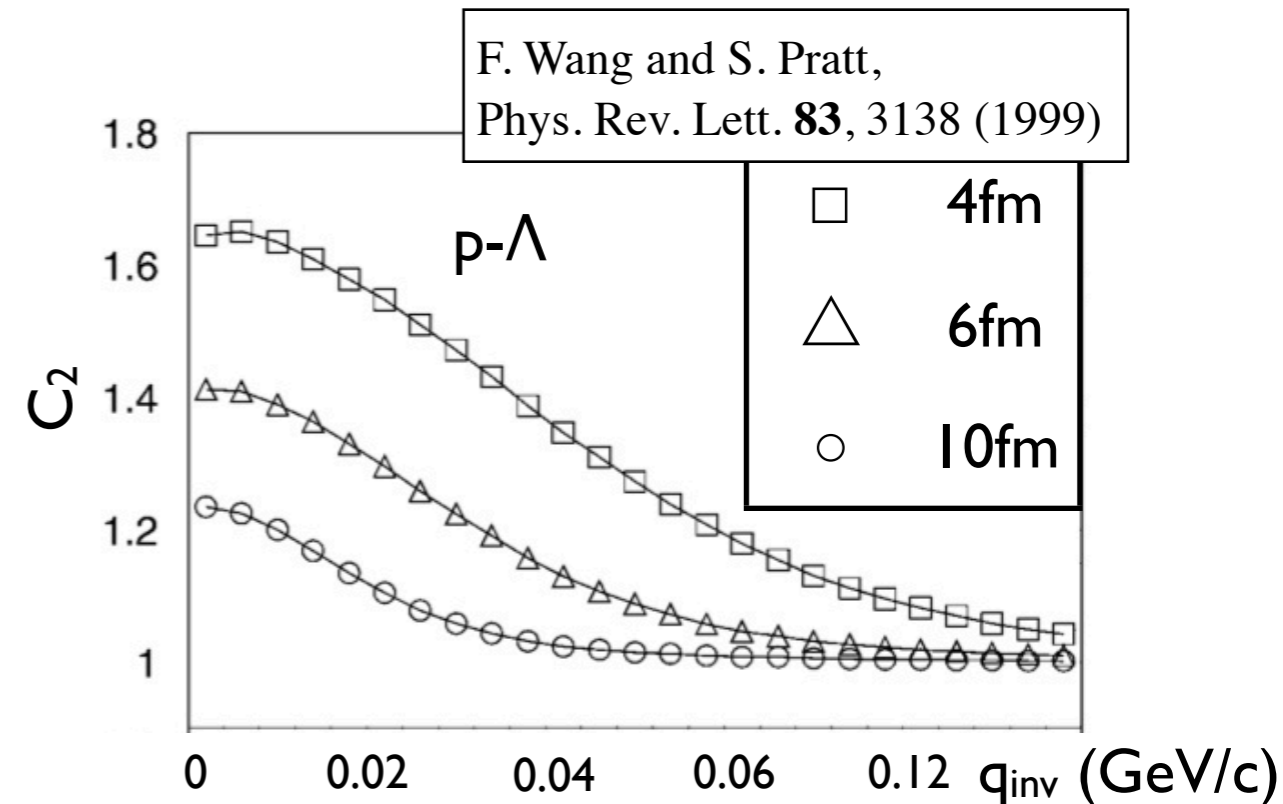 F. Wang and S. Pratt,
Phys. Rev. Lett. 83, 3138 (1999)
1.8
1.6
1.4
1.2
1
C₂
p-Λ
4fm
6fm
10fm
0 0.02 0.04 0.06 0.12 qinv (GeV/c)